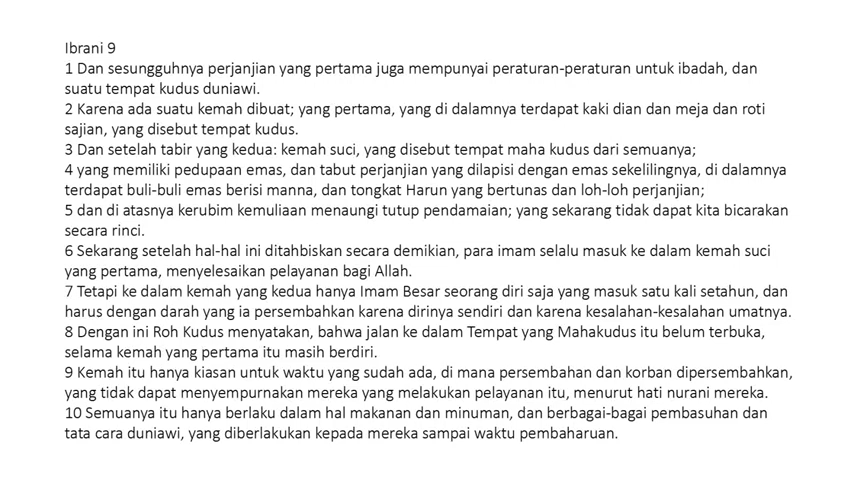 Ibrani 9
1 Dan sesungguhnya perjanjian yang pertama juga mempunyai peraturan-peraturan untuk ibadah, dan
suatu tempat kudus duniawi.
2 Karena ada suatu kemah dibuat; yang pertama, yang di dalamnya terdapat kaki dian dan meja dan roti
sajian, yang disebut tempat kudus.
3 Dan setelah tabir yang kedua: kemah suci, yang disebut tempat maha kudus dari semuanya;
4 yang memiliki pedupaan emas, dan tabut perjanjian yang dilapisi dengan emas sekelilingnya, di dalamnya
terdapat buli-buli emas berisi manna, dan tongkat Harun yang bertunas dan loh-loh perjanjian;
5 dan di atasnya kerubim kemuliaan menaungi tutup pendamaian; yang sekarang tidak dapat kita bicarakan
secara rinci.
6 Sekarang setelah hal-hal ini ditahbiskan secara demikian, para imam selalu masuk ke dalam kemah suci
yang pertama, menyelesaikan pelayanan bagi Allah.
7 Tetapi ke dalam kemah yang kedua hanya Imam Besar seorang diri saja yang masuk satu kali setahun, dan
harus dengan darah yang ia persembahkan karena dirinya sendiri dan karena kesalahan-kesalahan umatnya.
8 Dengan ini Roh Kudus menyatakan, bahwa jalan ke dalam Tempat yang Mahakudus itu belum terbuka,
selama kemah yang pertama itu masih berdiri.
9 Kemah itu hanya kiasan untuk waktu yang sudah ada, di mana persembahan dan korban dipersembahkan,
yang tidak dapat menyempurnakan mereka yang melakukan pelayanan itu, menurut hati nurani mereka.
10 Semuanya itu hanya berlaku dalam hal makanan dan minuman, dan berbagai-bagai pembasuhan dan
tata cara duniawi, yang diberlakukan kepada mereka sampai waktu pembaharuan.